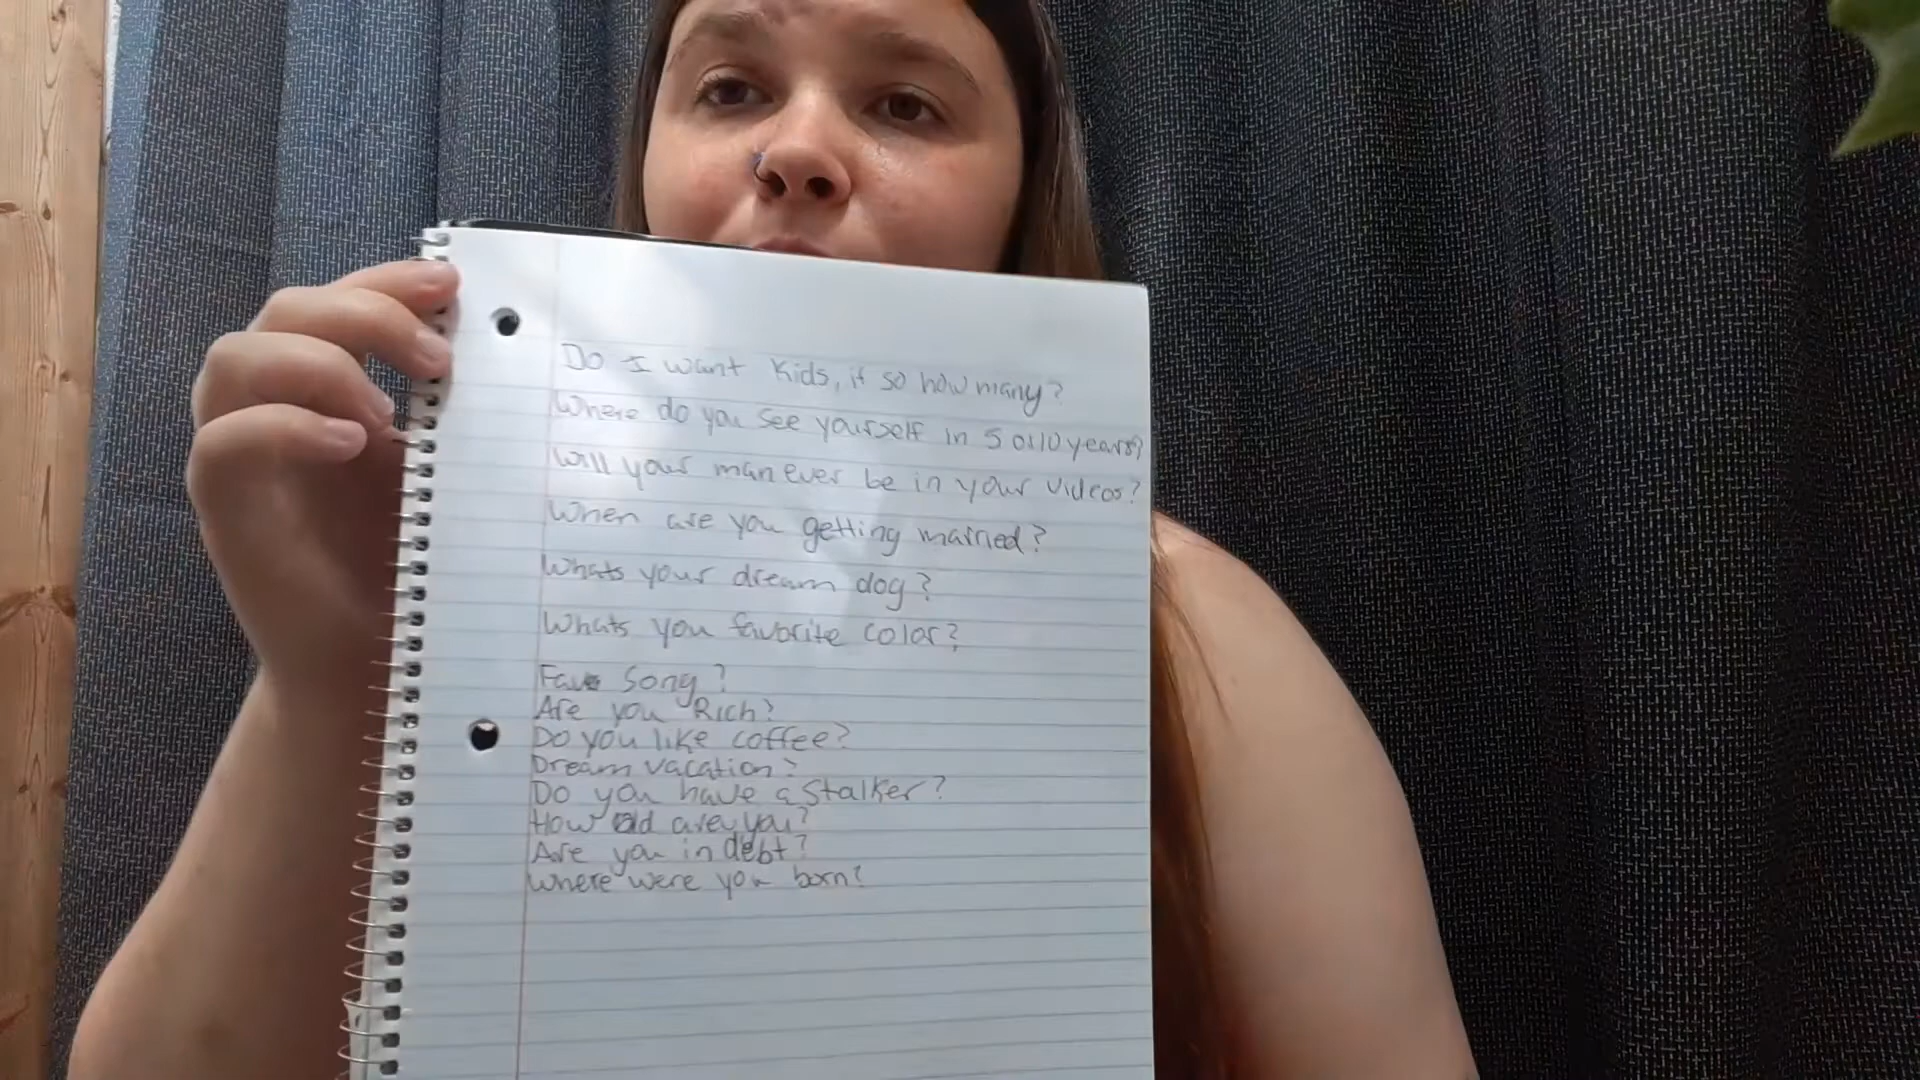 Do I want Kids, if so how many?
Where do you see yourself in 5 or 10 years?
Will your man ever be in your videos?
When are you getting married?
Whats your dream dog?
Whats you favorite color?
Fave Song?
Are you Rich?
Do you like coffee?
Dream vacation?
Do you have a Stalker?
How old are you?
Are you in debt?
Where were you born?